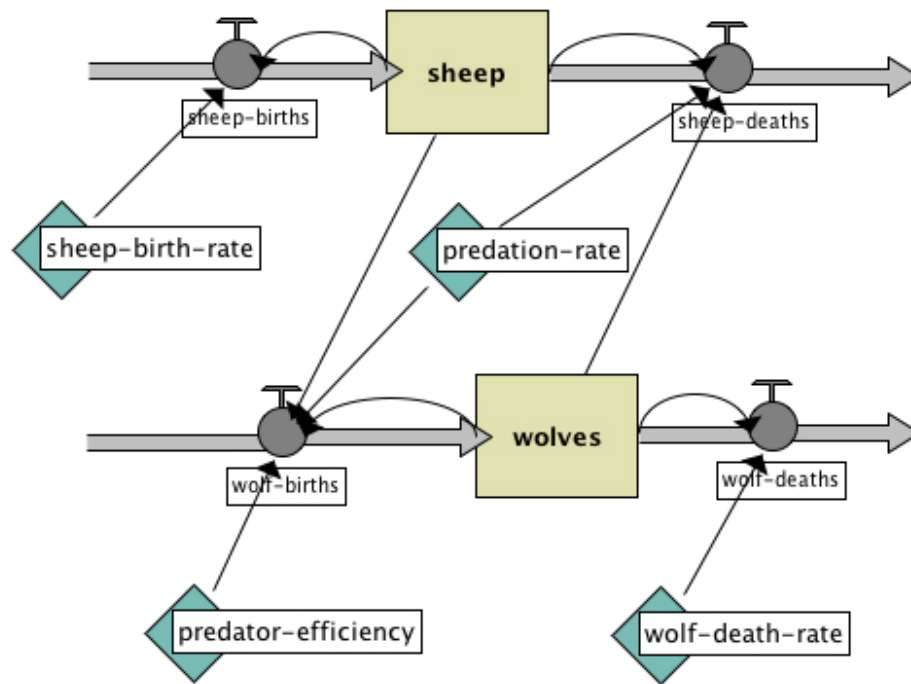 sheep
sheep-births
sheep-deaths
sheep-birth-rate
predation-rate
wolves
wolf-births
wolf-deaths
predator-efficiency
wolf-death-rate